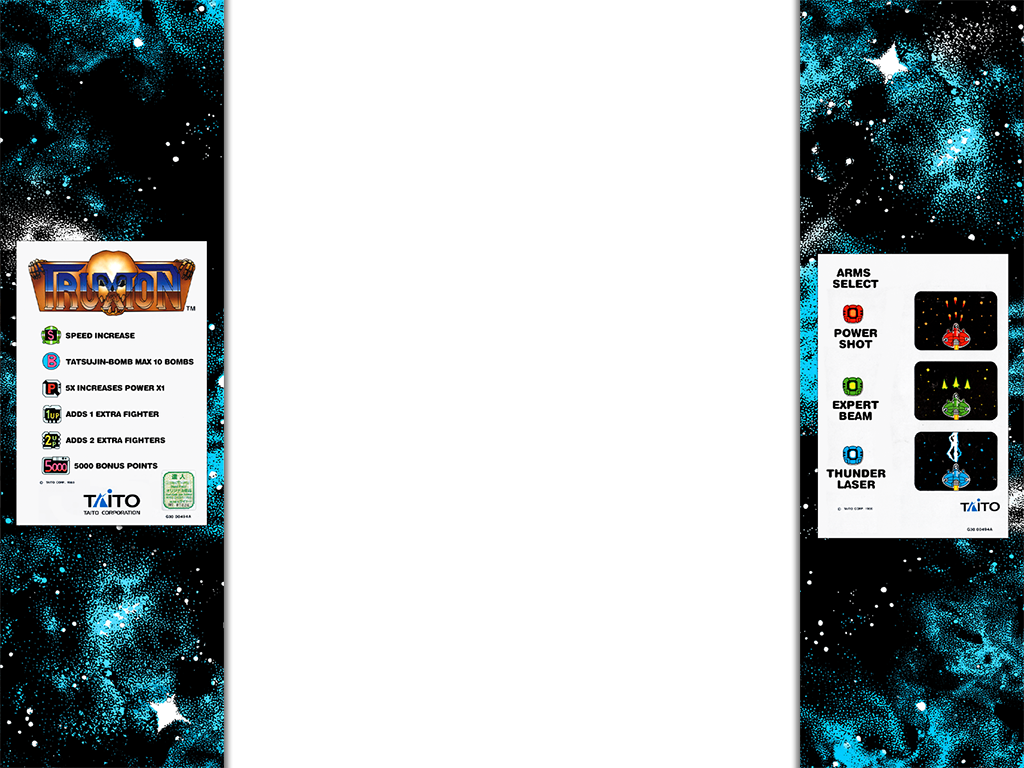 TRUXTON
TM
S SPEED INCREASE
B TATSUJIN-BOMB MAX 10 BOMBS
P 5X INCREASES POWER X1
1UP ADDS 1 EXTRA FIGHTER
2UP ADDS 2 EXTRA FIGHTERS
5000 5000 BONUS POINTS
© TAITO CORP. 1988
TAITO
TAITO CORPORATION
達人
G30 00494A
ARMS
SELECT
POWER
SHOT
EXPERT
BEAM
THUNDER
LASER
© TAITO CORP. 1988
TAITO
G30 00494A